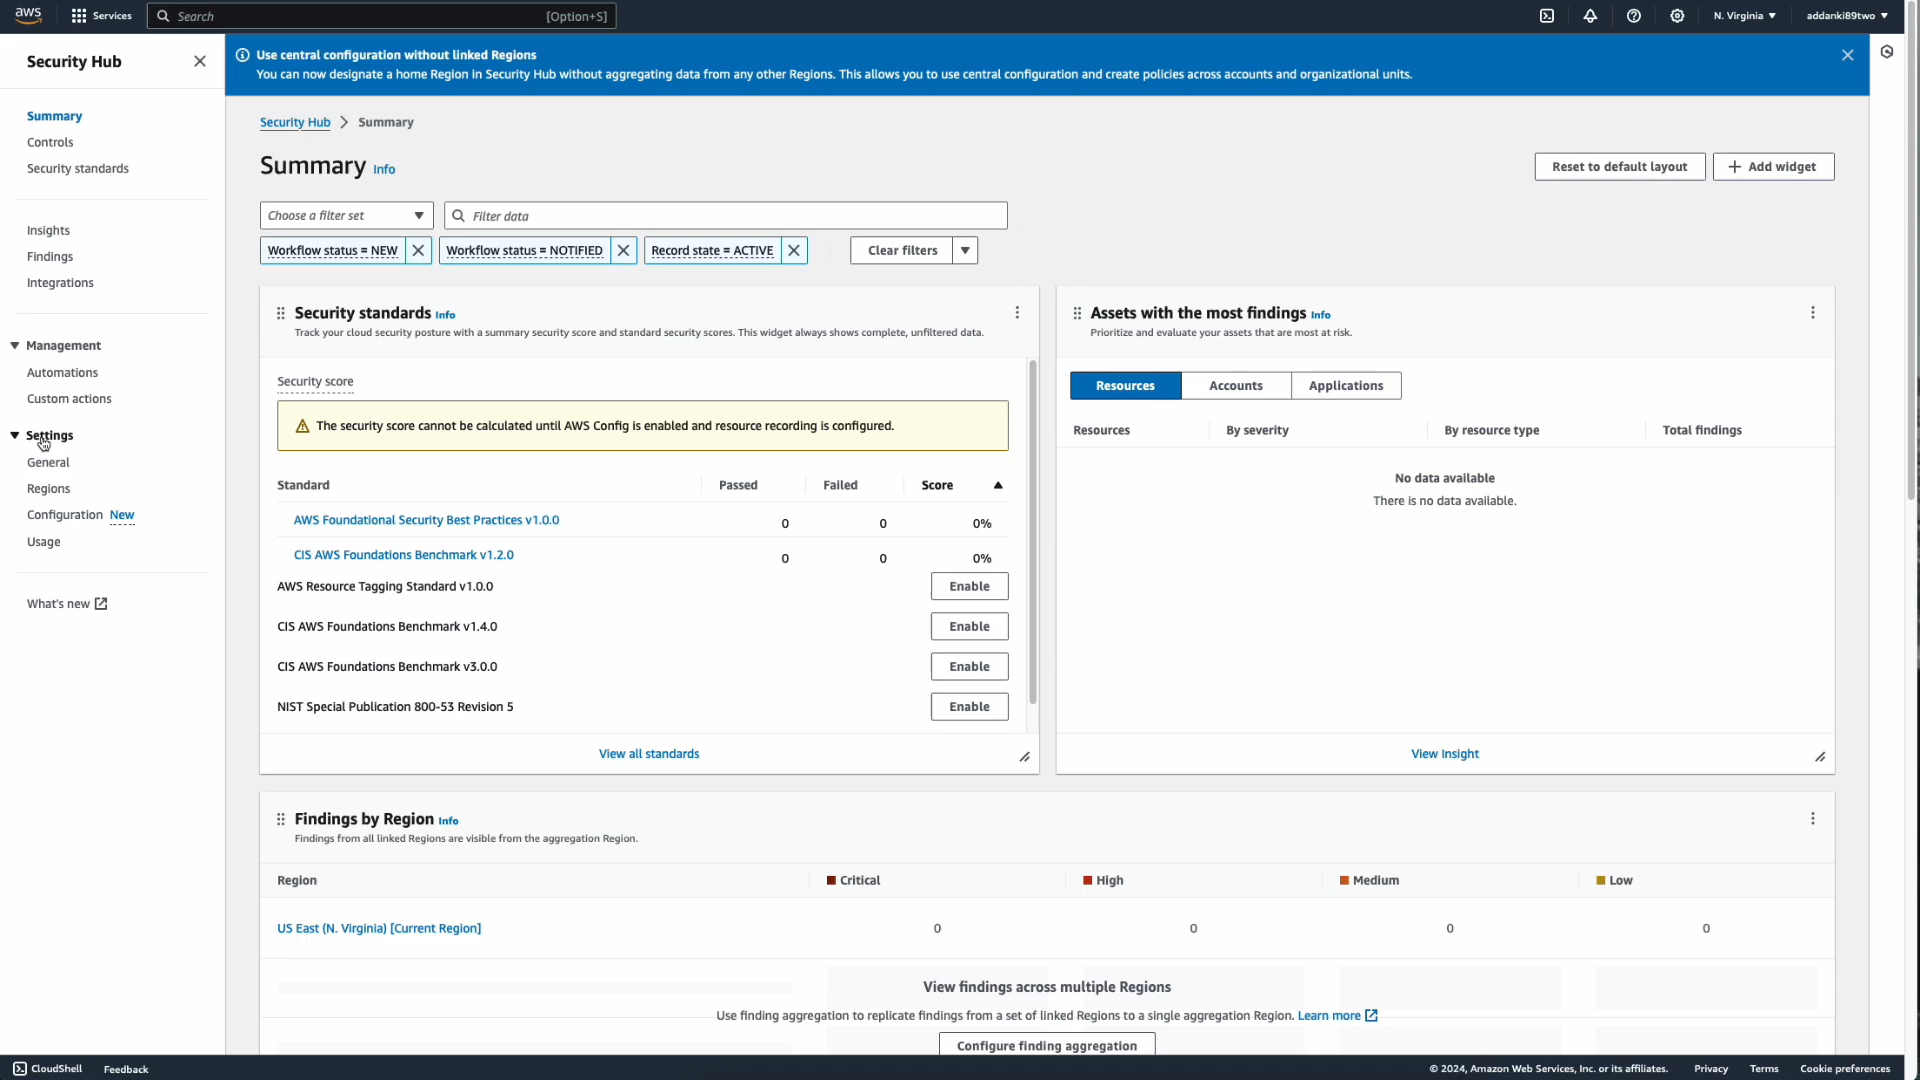 aws
Services
Search
[Option+S]
N. Virginia
addanki89two
Security Hub
Summary
Controls
Security standards
Insights
Findings
Integrations
Management
Automations
Custom actions
Settings
General
Regions
Configuration New
Usage
What's new
Use central configuration without linked Regions
You can now designate a home Region in Security Hub without aggregating data from any other Regions. This allows you to use central configuration and create policies across accounts and organizational units.
Security Hub > Summary
Summary Info
Reset to default layout
+ Add widget
Choose a filter set
Filter data
Workflow status = NEW
Workflow status = NOTIFIED
Record state = ACTIVE
Clear filters
Security standards Info
Track your cloud security posture with a summary security score and standard security scores. This widget always shows complete, unfiltered data.
Security score
The security score cannot be calculated until AWS Config is enabled and resource recording is configured.
Standard Passed Failed Score
AWS Foundational Security Best Practices v1.0.0 0 0 0%
CIS AWS Foundations Benchmark v1.2.0 0 0 0%
AWS Resource Tagging Standard v1.0.0 Enable
CIS AWS Foundations Benchmark v1.4.0 Enable
CIS AWS Foundations Benchmark v3.0.0 Enable
NIST Special Publication 800-53 Revision 5 Enable
View all standards
Assets with the most findings Info
Prioritize and evaluate your assets that are most at risk.
Resources Accounts Applications
Resources By severity By resource type Total findings
No data available
There is no data available.
View Insight
Findings by Region Info
Findings from all linked Regions are visible from the aggregation Region.
Region Critical High Medium Low
US East (N. Virginia) [Current Region] 0 0 0 0
View findings across multiple Regions
Use finding aggregation to replicate findings from a set of linked Regions to a single aggregation Region. Learn more
Configure finding aggregation
CloudShell Feedback
© 2024, Amazon Web Services, Inc. or its affiliates. Privacy Terms Cookie preferences